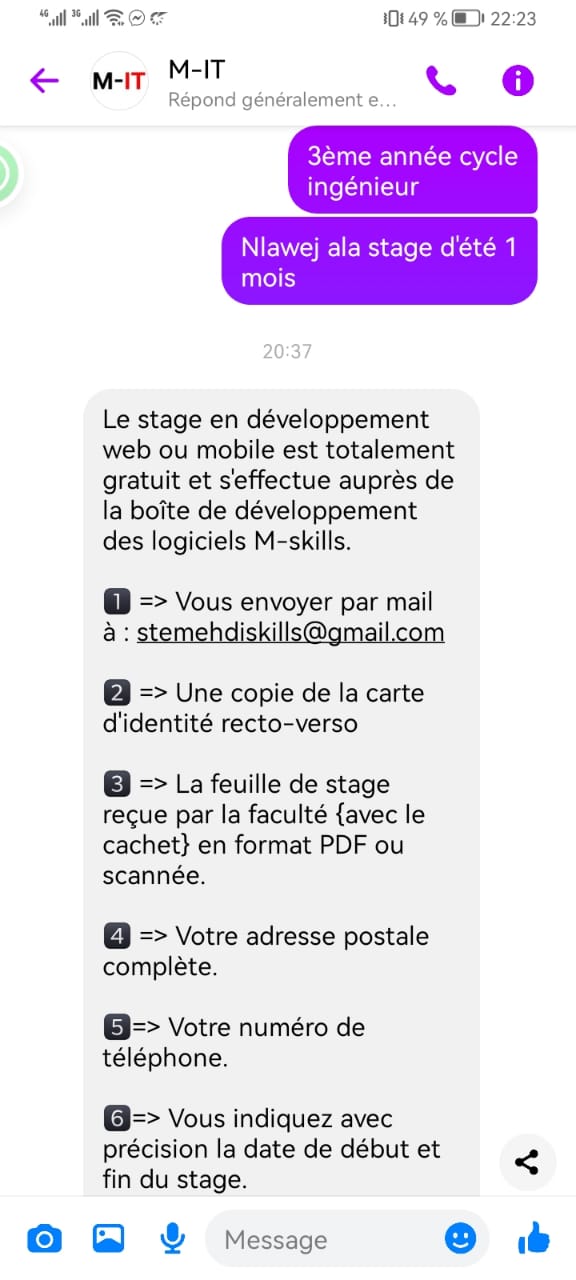 4G 3G 49 % 22:23
M-IT
M-IT
Répond généralement e...
3ème année cycle
ingénieur
Nlawej ala stage d'été 1
mois
20:37
Le stage en développement
web ou mobile est totalement
gratuit et s'effectue auprès de
la boîte de développement
des logiciels M-skills.
1 => Vous envoyer par mail
à : stemehdiskills@gmail.com
2 => Une copie de la carte
d'identité recto-verso
3 => La feuille de stage
reçue par la faculté {avec le
cachet} en format PDF ou
scannée.
4 => Votre adresse postale
complète.
5=> Votre numéro de
téléphone.
6=> Vous indiquez avec
précision la date de début et
fin du stage.
Message